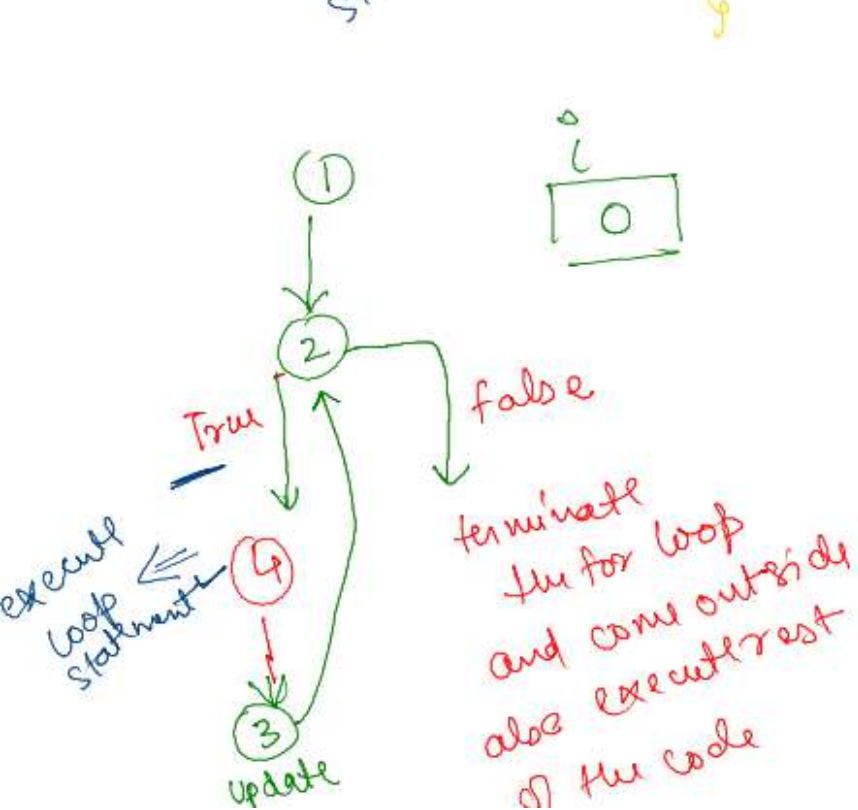 ①
i
0
②
True
false
execute
loop
statements
④
terminate
the for loop
and come outside
also execute rest
of the code
③
update